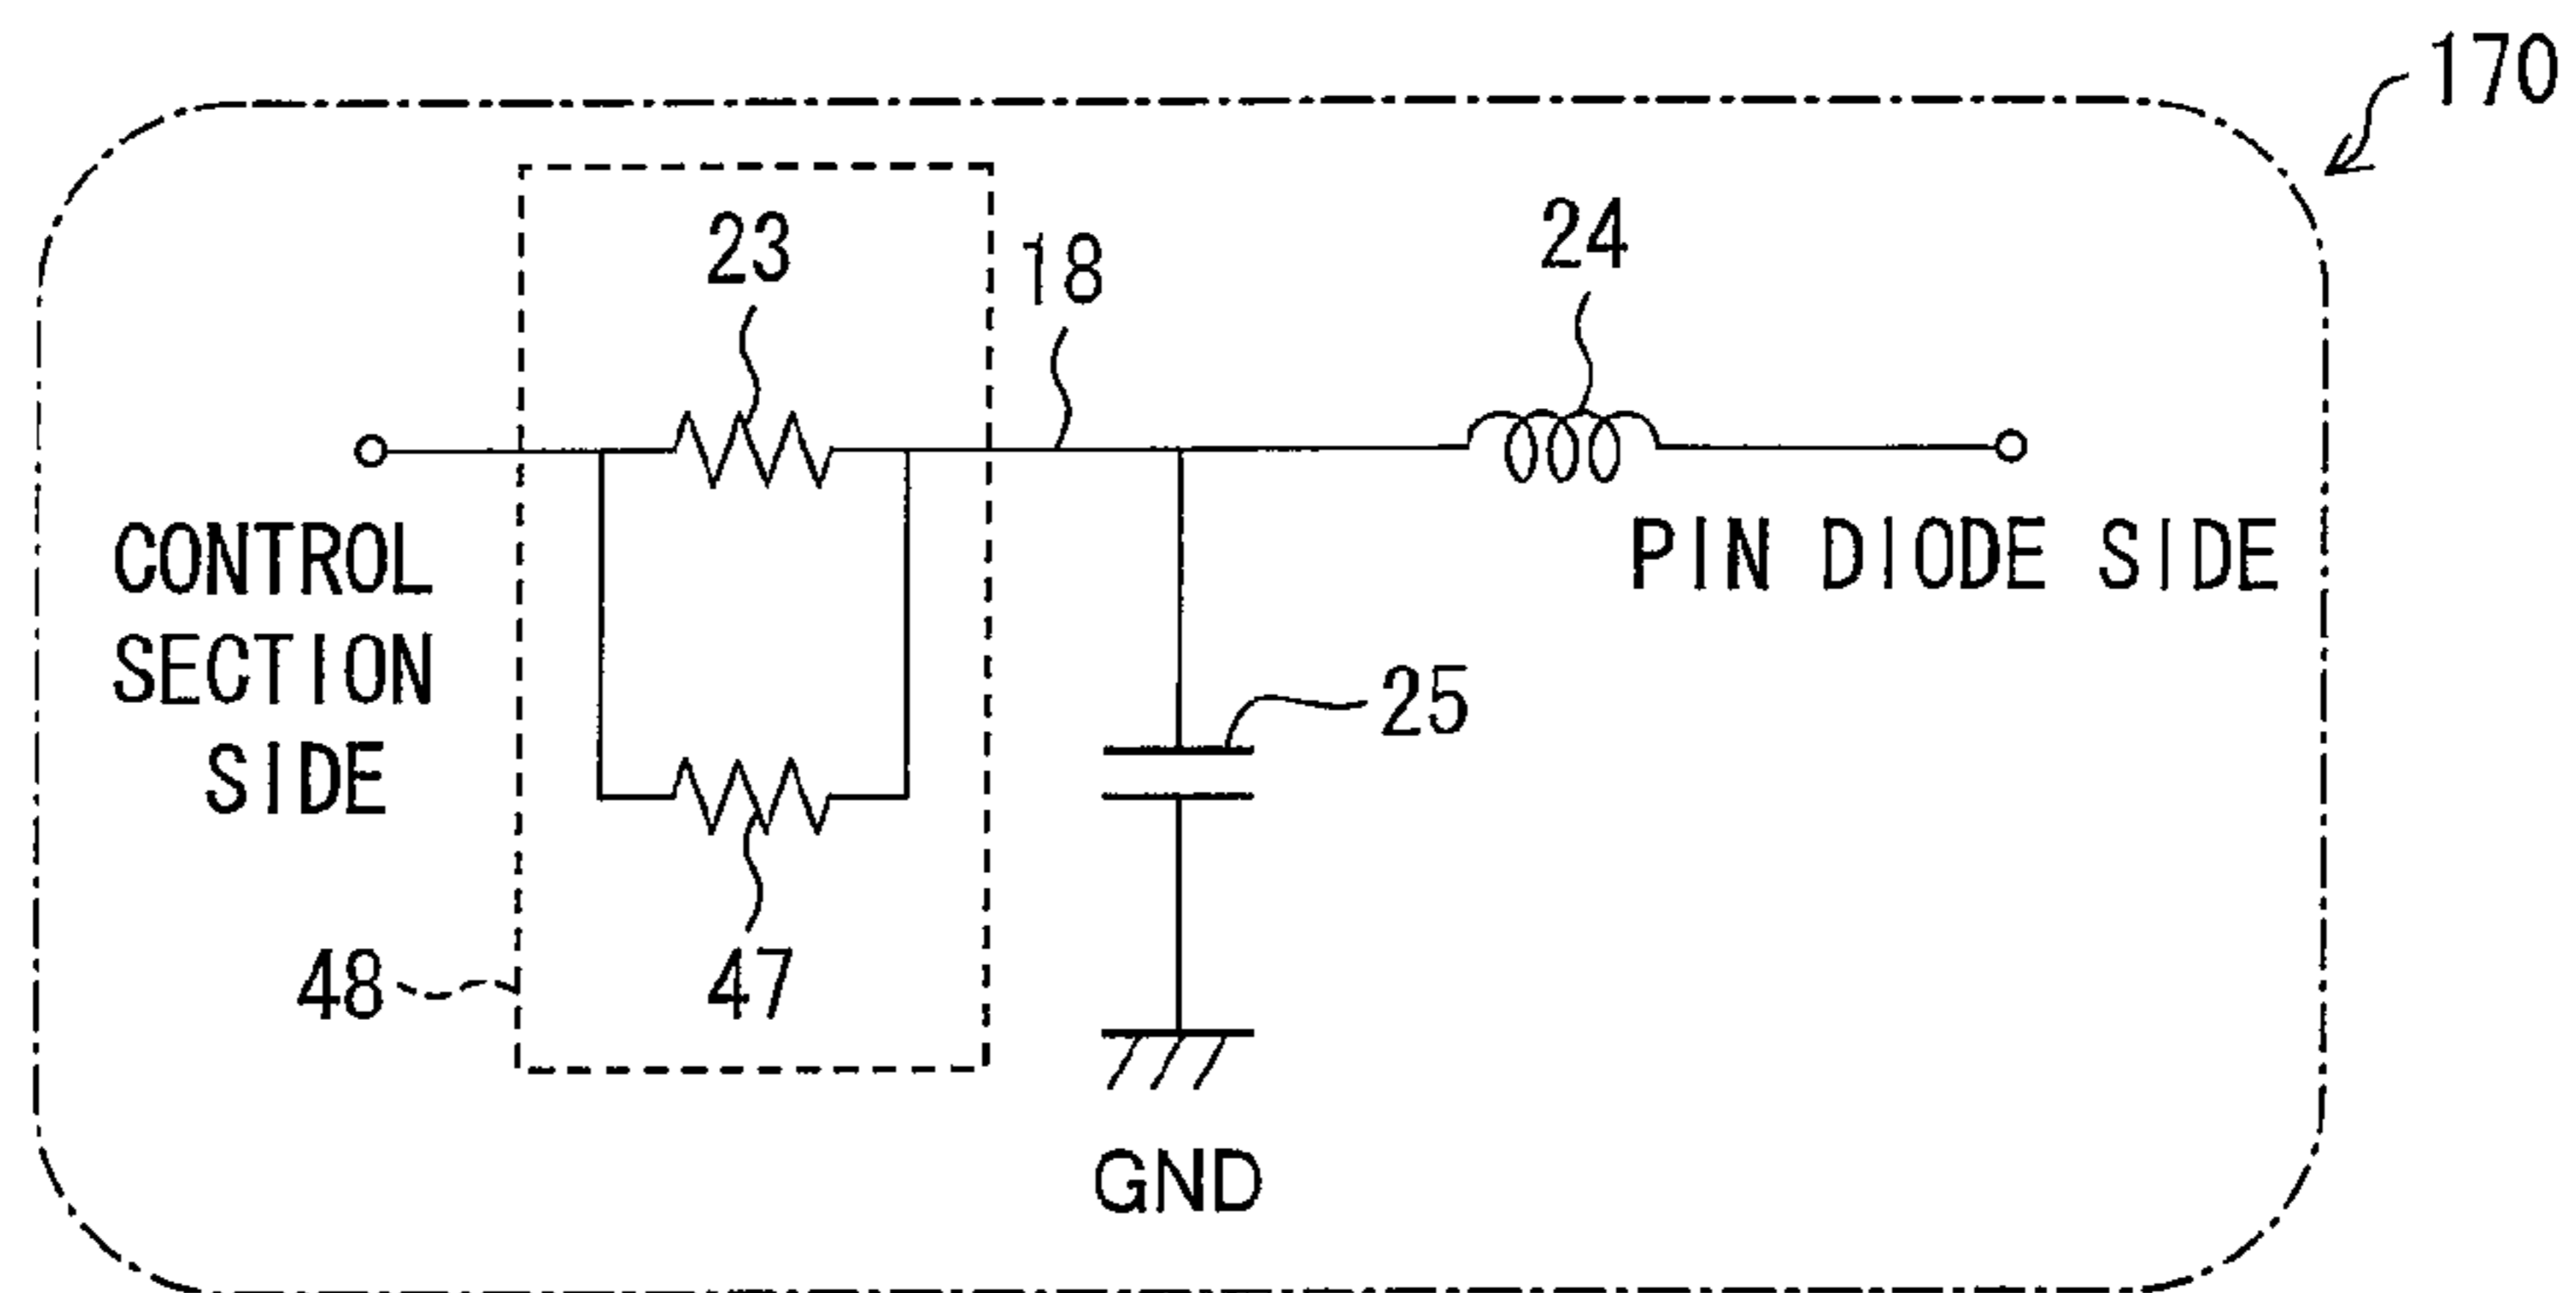 170
23
18
24
CONTROL
SECTION
SIDE
PIN DIODE SIDE
25
48
47
GND